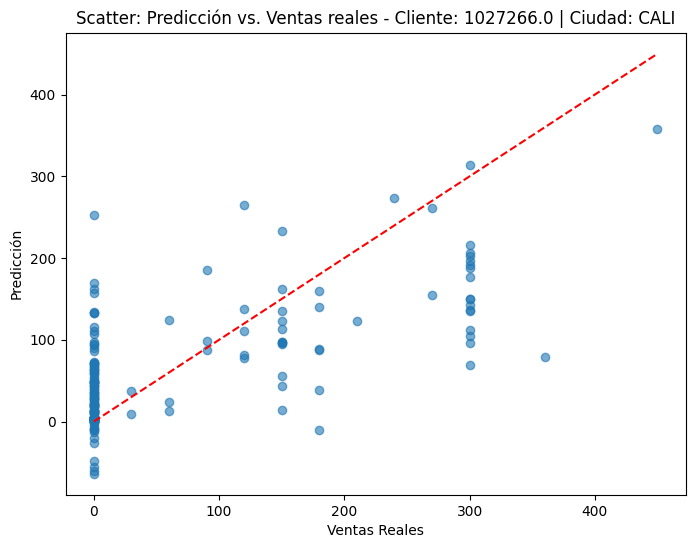 Scatter: Predicción vs. Ventas reales - Cliente: 1027266.0 | Ciudad: CALI
400
300
200
100
0
Predicción
0 100 200 300 400
Ventas Reales